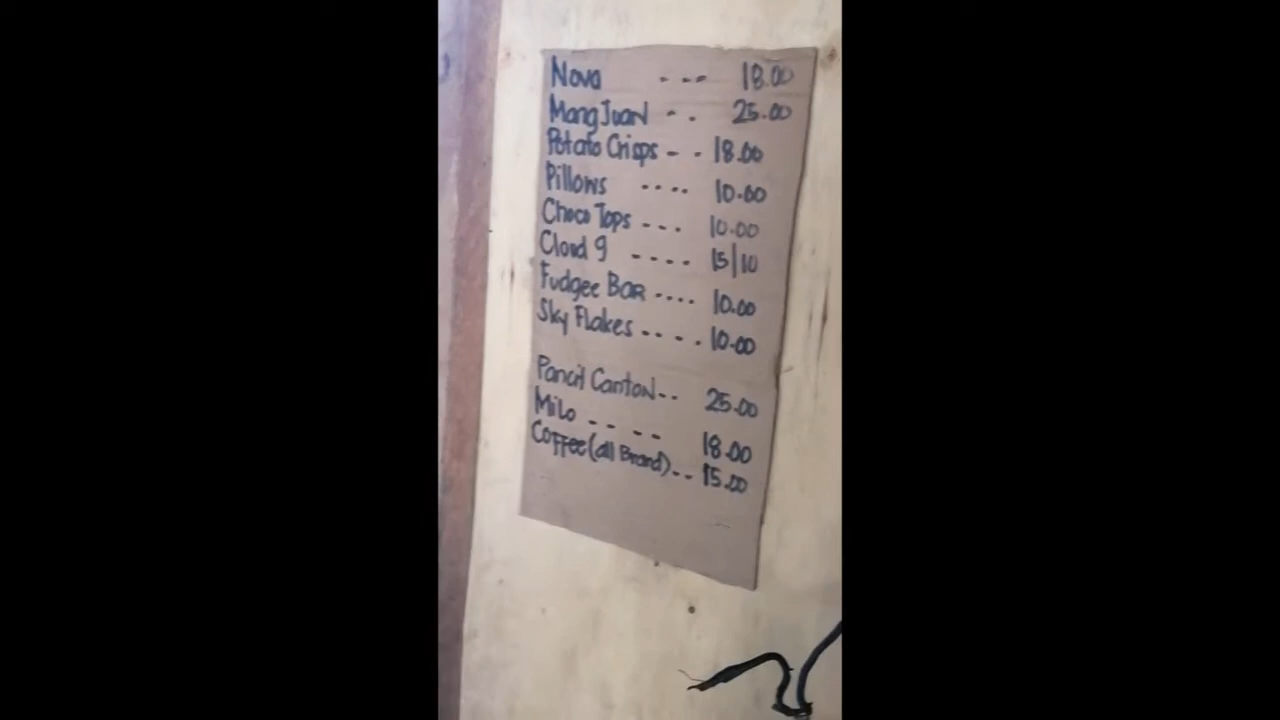 Nova --- 18.00
Mang Juan -. 25.00
Potato Crisps -- 18.00
Pillows .... 10.00
Choco Tops --- 10.00
Cloud 9 .... 15/10
Fudgee BAR .... 10.00
Sky Flakes .... 10.00
Pancit Canton.. 25.00
Milo -- -- 18.00
Coffee (all Brand).. 15.00